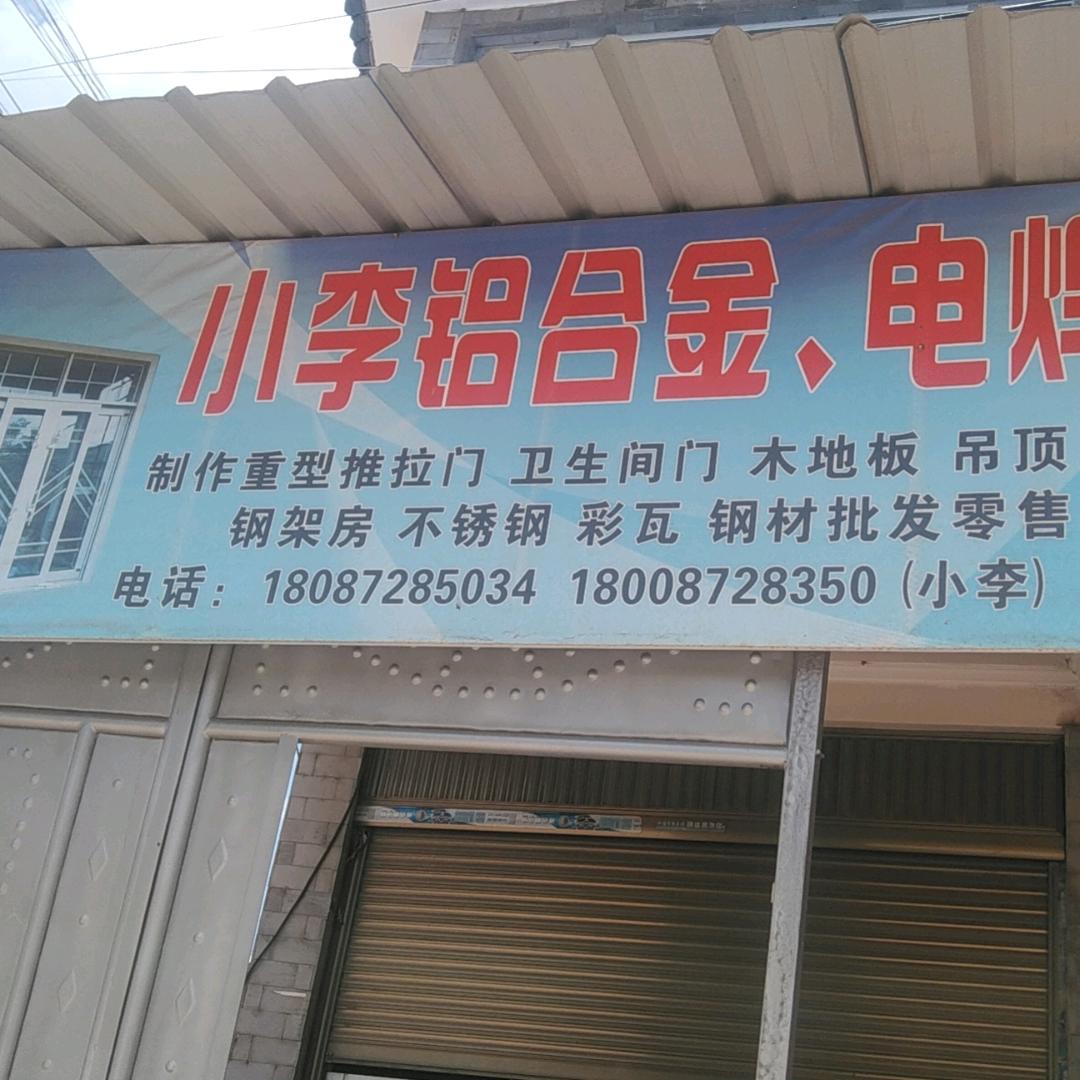 小李铝合金、电焊
制作重型推拉门 卫生间门 木地板 吊顶
钢架房 不锈钢 彩瓦 钢材批发零售
电话：18087285034 18008728350（小李）